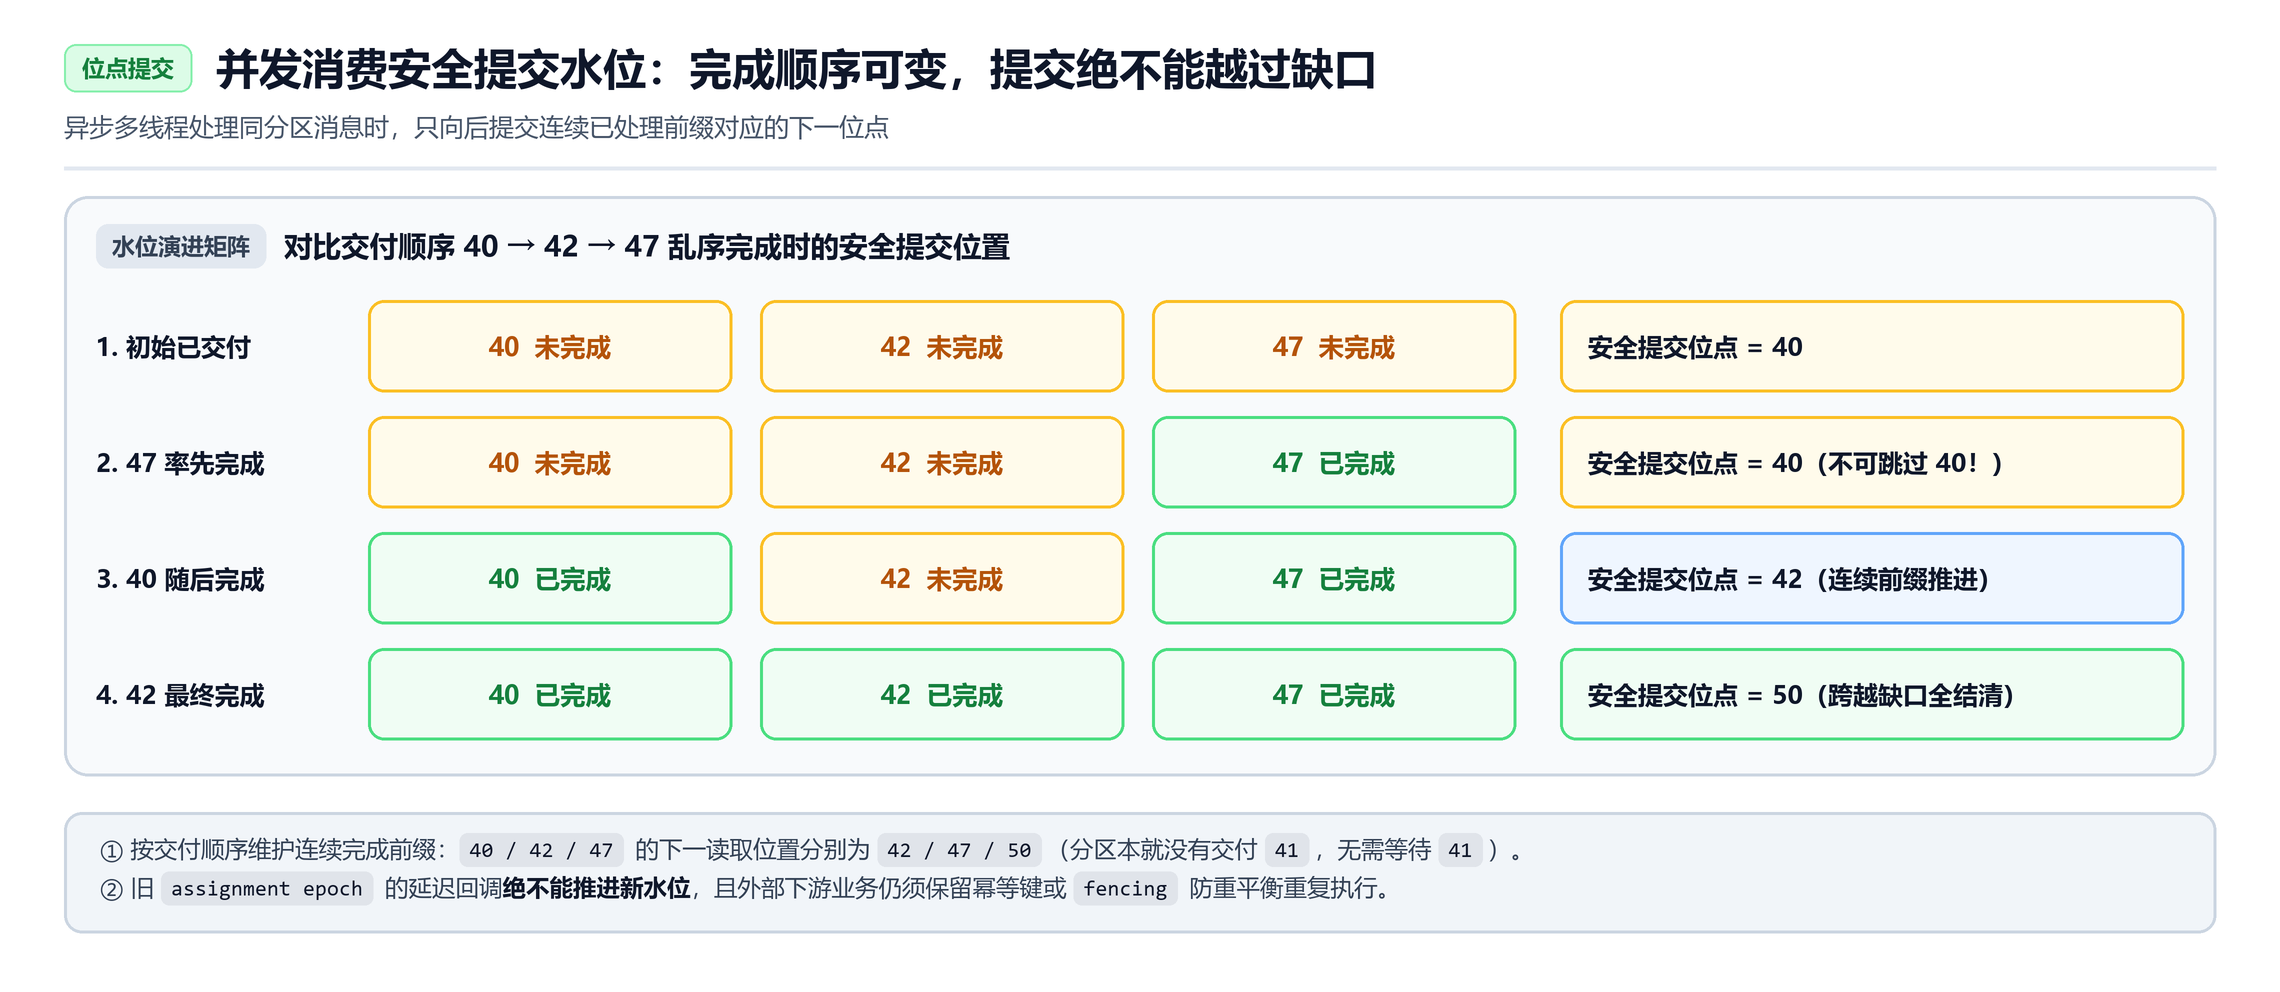 位点提交 并发消费安全提交水位：完成顺序可变，提交绝不能越过缺口
异步多线程处理同分区消息时，只向后提交连续已处理前缀对应的下一位点
水位演进矩阵 对比交付顺序 40 → 42 → 47 乱序完成时的安全提交位置
1. 初始已交付 40 未完成 42 未完成 47 未完成 安全提交位点 = 40
2. 47 率先完成 40 未完成 42 未完成 47 已完成 安全提交位点 = 40（不可跳过 40！）
3. 40 随后完成 40 已完成 42 未完成 47 已完成 安全提交位点 = 42（连续前缀推进）
4. 42 最终完成 40 已完成 42 已完成 47 已完成 安全提交位点 = 50（跨越缺口全结清）
① 按交付顺序维护连续完成前缀：40 / 42 / 47 的下一读取位置分别为 42 / 47 / 50（分区本就没有交付 41，无需等待 41）。
② 旧 assignment epoch 的延迟回调绝不能推进新水位，且外部下游业务仍须保留幂等键或 fencing 防重平衡重复执行。